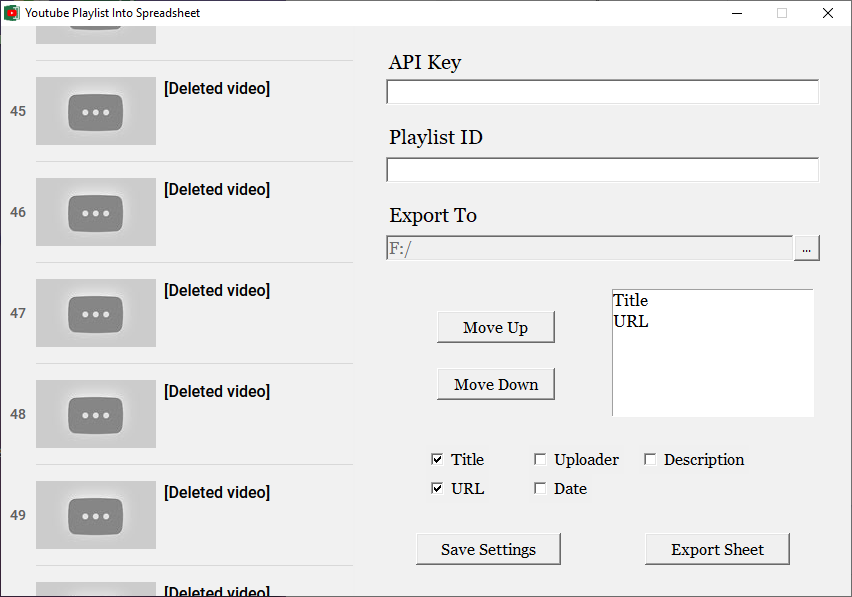 Youtube Playlist Into Spreadsheet
45
[Deleted video]
46
[Deleted video]
47
[Deleted video]
48
[Deleted video]
49
[Deleted video]
[Deleted video]
API Key
Playlist ID
Export To
F:/
...
Move Up
Move Down
Title
URL
Title
Uploader
Description
URL
Date
Save Settings
Export Sheet